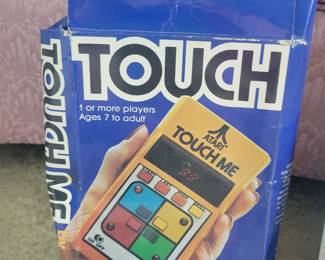 TOUCH
1 or more players
Ages 7 to adult
TOUCH ME
ATARI
TOUCH ME